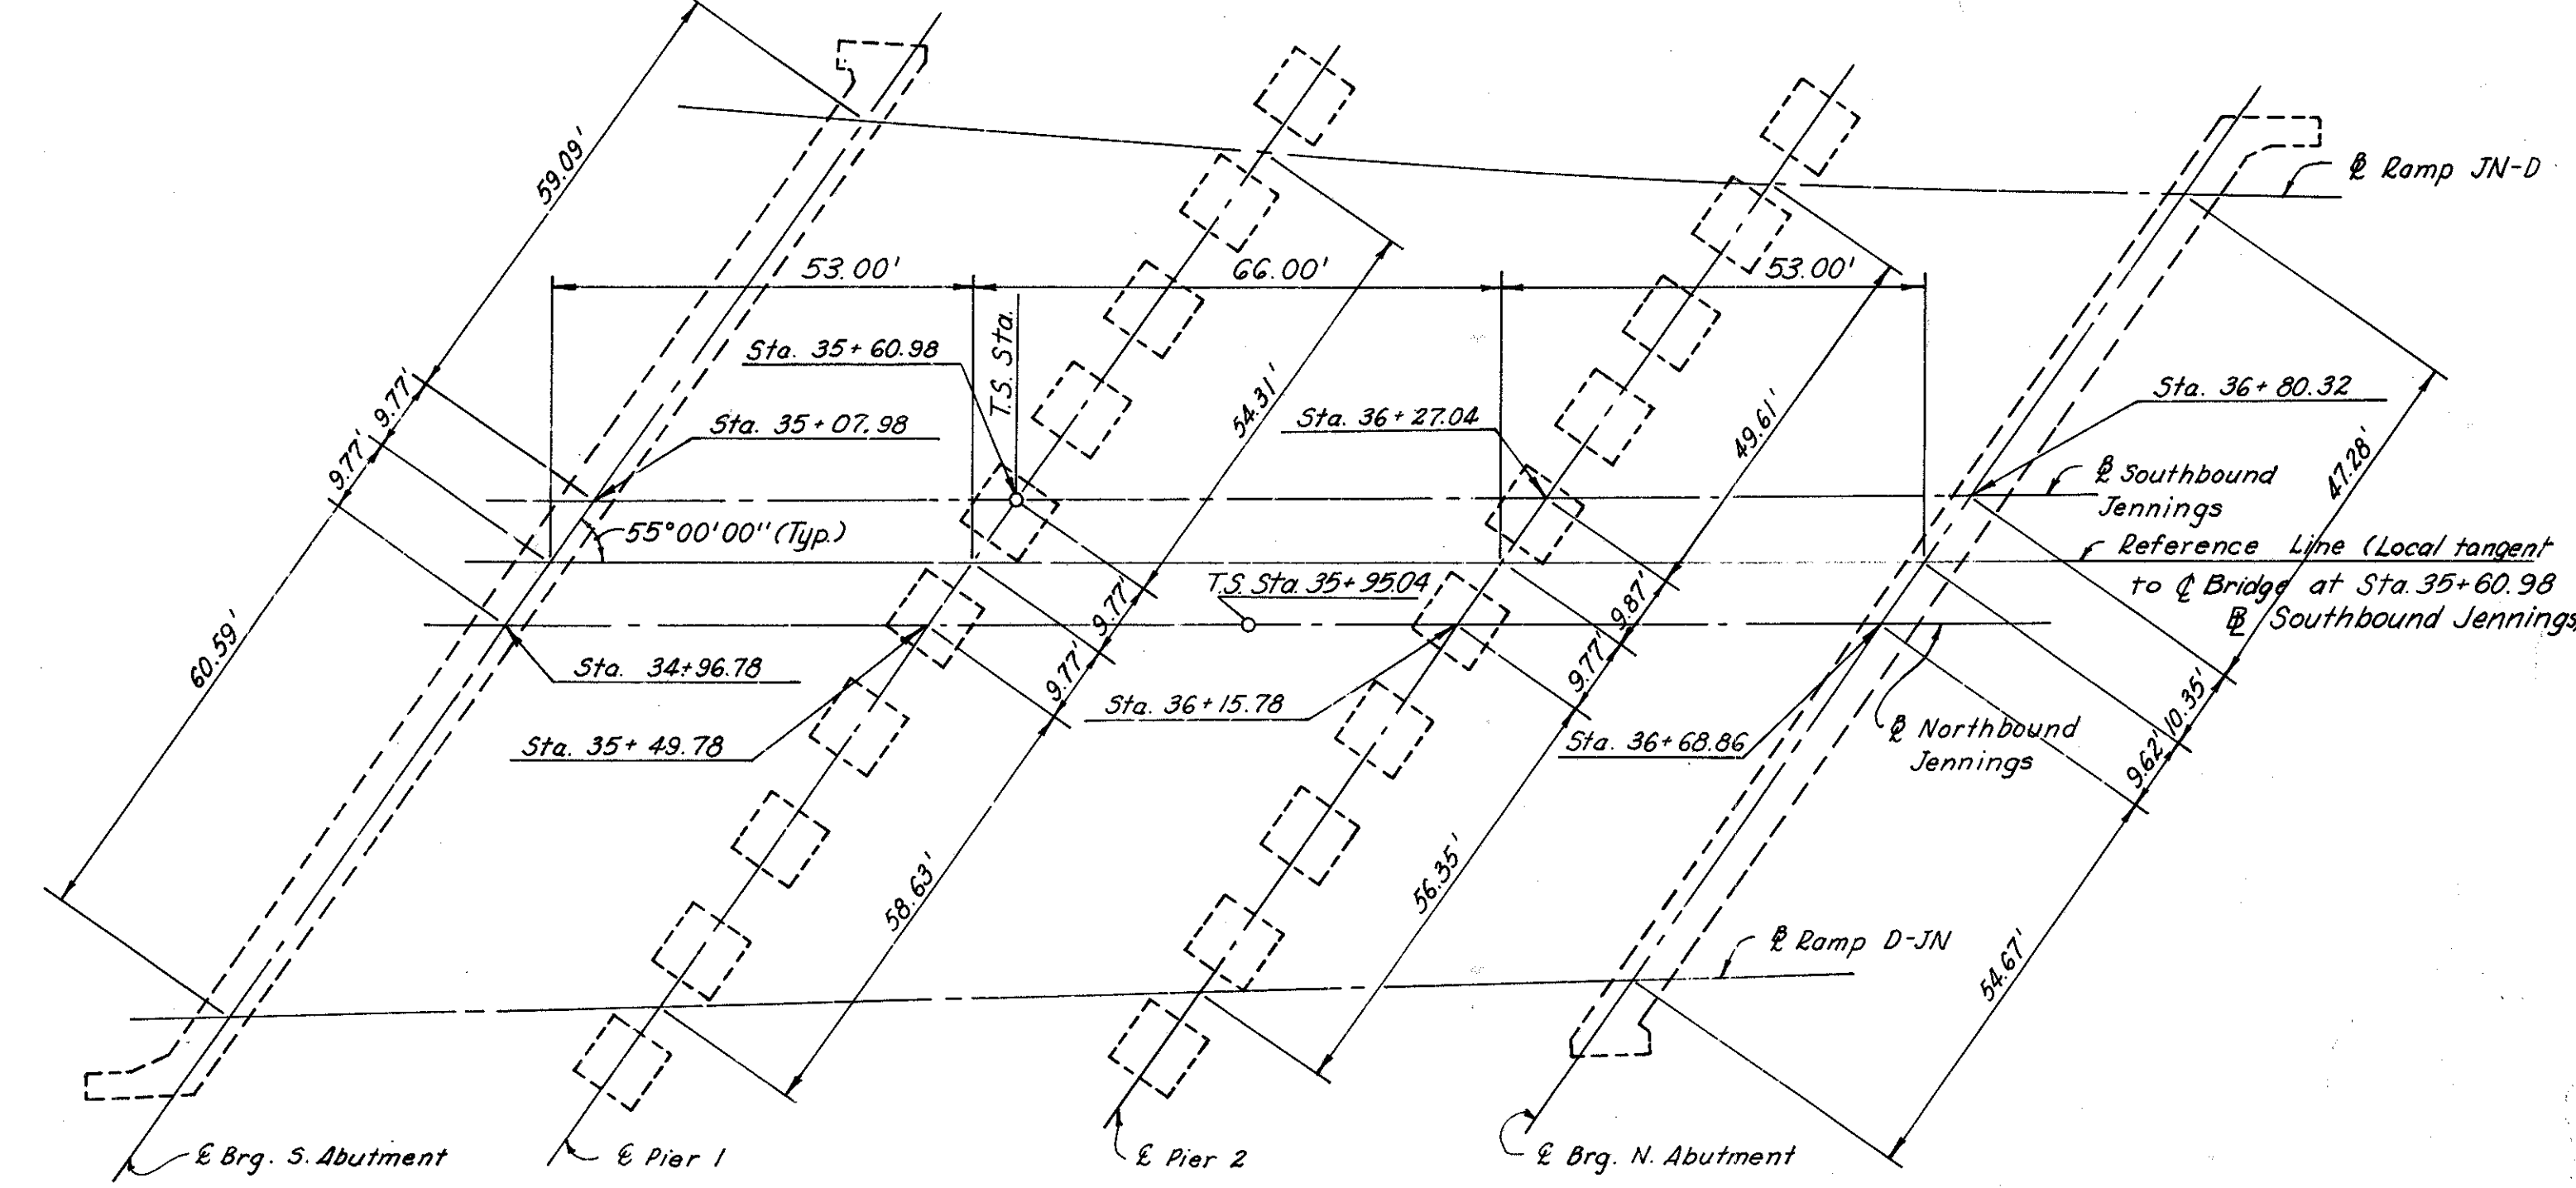 59.09'
℄ Ramp JN-D
53.00'
66.00'
53.00'
T.S. Sta.
Sta. 35+60.98
Sta. 35+07.98
54.31'
Sta. 36+27.04
49.61'
Sta. 36+80.32
47.28'
9.77'
9.77'
55°00'00" (Typ.)
℄ Southbound
Jennings
Reference Line (Local tangent
to ℄ Bridge at Sta. 35+60.98
℄ Southbound Jennings
T.S. Sta. 35+95.04
60.59'
Sta. 34+96.78
9.77'
9.77'
9.87'
9.77'
Sta. 35+49.78
Sta. 36+15.78
Sta. 36+68.86
℄ Northbound
Jennings
10.35'
9.62'
58.63'
56.35'
54.67'
℄ Ramp D-JN
℄ Brg. S. Abutment
℄ Pier 1
℄ Pier 2
℄ Brg. N. Abutment